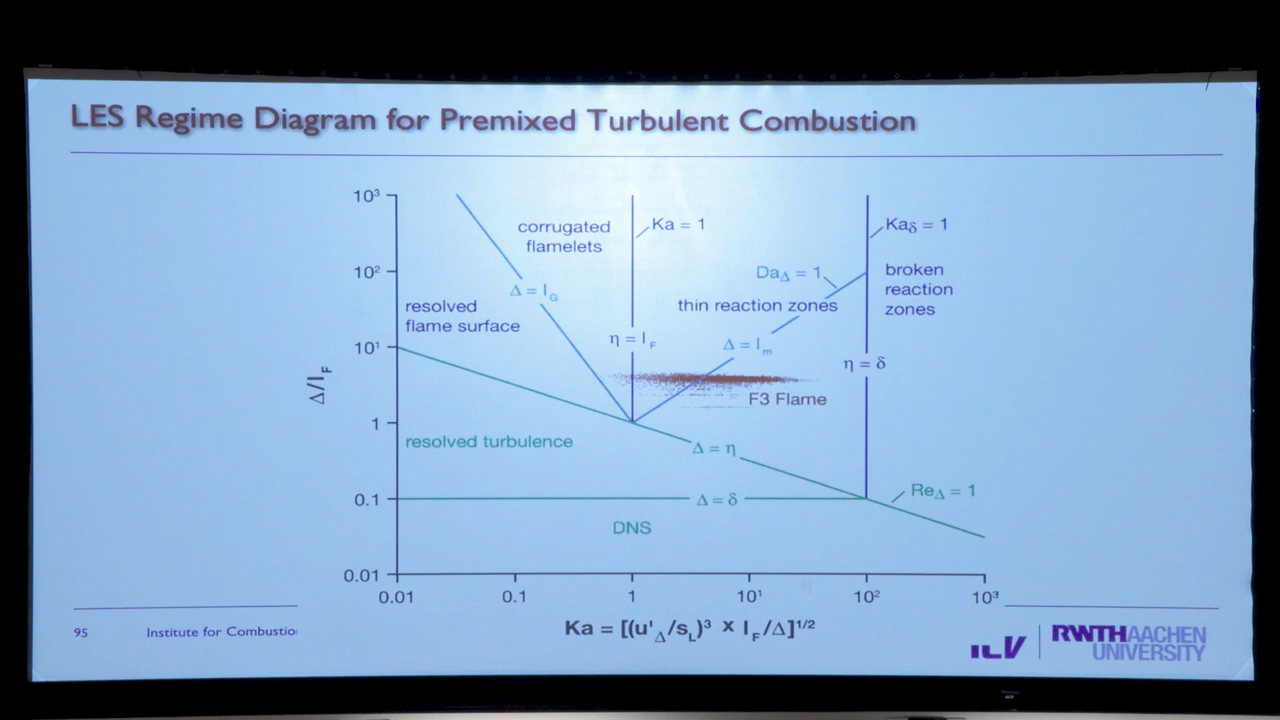 LES Regime Diagram for Premixed Turbulent Combustion
10³
10²
10¹
1
0.1
0.01
Δ/l_F
corrugated
flamelets
Ka = 1
Ka_δ = 1
Δ = l_G
Da_Δ = 1
broken
reaction
zones
resolved
flame surface
thin reaction zones
η = l_F
Δ = l_m
η = δ
F3 Flame
resolved turbulence
Δ = η
Δ = δ
Re_Δ = 1
DNS
0.01
0.1
1
10¹
10²
10³
Ka = [(u'_Δ/s_L)³ x l_F/Δ]^1/2
95
Institute for Combustio
RWTHAACHEN
UNIVERSITY